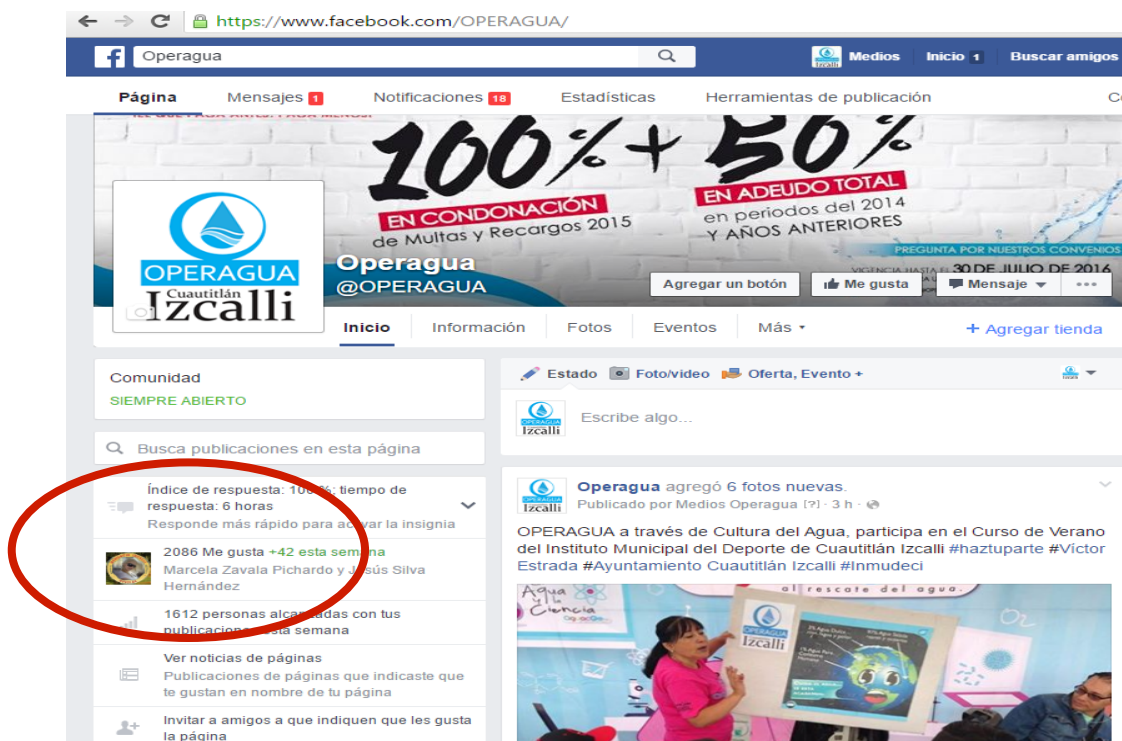 https://www.facebook.com/OPERAGUA/
Operagua
Medios Inicio 1 Buscar amigos
Página Mensajes 1 Notificaciones 18 Estadísticas Herramientas de publicación
100% + 50%
EN CONDONACIÓN
de Multas y Recargos 2015
EN ADEUDO TOTAL
en periodos del 2014
Y AÑOS ANTERIORES
PREGUNTA POR NUESTROS CONVENIOS
VIGENCIA HASTA EL 30 DE JULIO DE 2016
OPERAGUA
Cuautitlán
Izcalli
Operagua
@OPERAGUA
Agregar un botón Me gusta Mensaje
Inicio Información Fotos Eventos Más
+ Agregar tienda
Comunidad
SIEMPRE ABIERTO
Busca publicaciones en esta página
Índice de respuesta: 100 %; tiempo de
respuesta: 6 horas
Responde más rápido para activar la insignia
2086 Me gusta +42 esta semana
Marcela Zavala Pichardo y Jesús Silva
Hernández
1612 personas alcanzadas con tus
publicaciones esta semana
Ver noticias de páginas
Publicaciones de páginas que indicaste que
te gustan en nombre de tu página
Invitar a amigos a que indiquen que les gusta
la página
Estado Foto/video Oferta, Evento +
OPERAGUA
Izcalli
Escribe algo...
OPERAGUA
Izcalli
Operagua agregó 6 fotos nuevas.
Publicado por Medios Operagua [?] · 3 h ·
OPERAGUA a través de Cultura del Agua, participa en el Curso de Verano
del Instituto Municipal del Deporte de Cuautitlán Izcalli #haztuparte #Víctor
Estrada #Ayuntamiento Cuautitlán Izcalli #Inmudeci
Agua
y la
Ciencia
al rescate del agua.
OPERAGUA
Izcalli